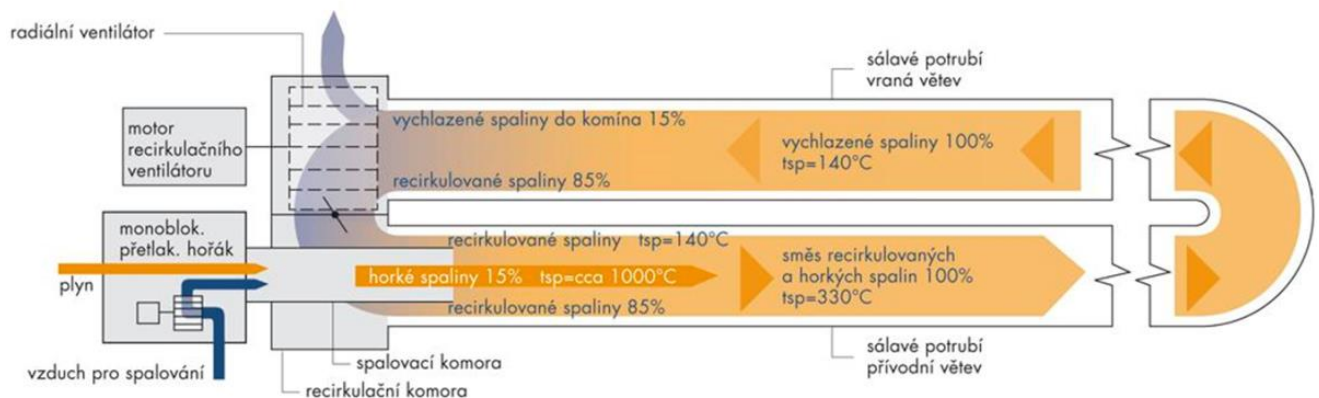 radiální ventilátor
motor
recirkulačního
ventilátoru
monoblok.
přetlak. hořák
plyn
vzduch pro spalování
spalovací komora
recirkulační komora
vychlazené spaliny do komína 15%
recirkulované spaliny 85%
recirkulované spaliny tsp=140°C
horké spaliny 15% tsp=cca 1000°C
recirkulované spaliny 85%
sálavé potrubí
vraná větev
vychlazené spaliny 100%
tsp=140°C
směs recirkulovaných
a horkých spalin 100%
tsp=330°C
sálavé potrubí
přívodní větev